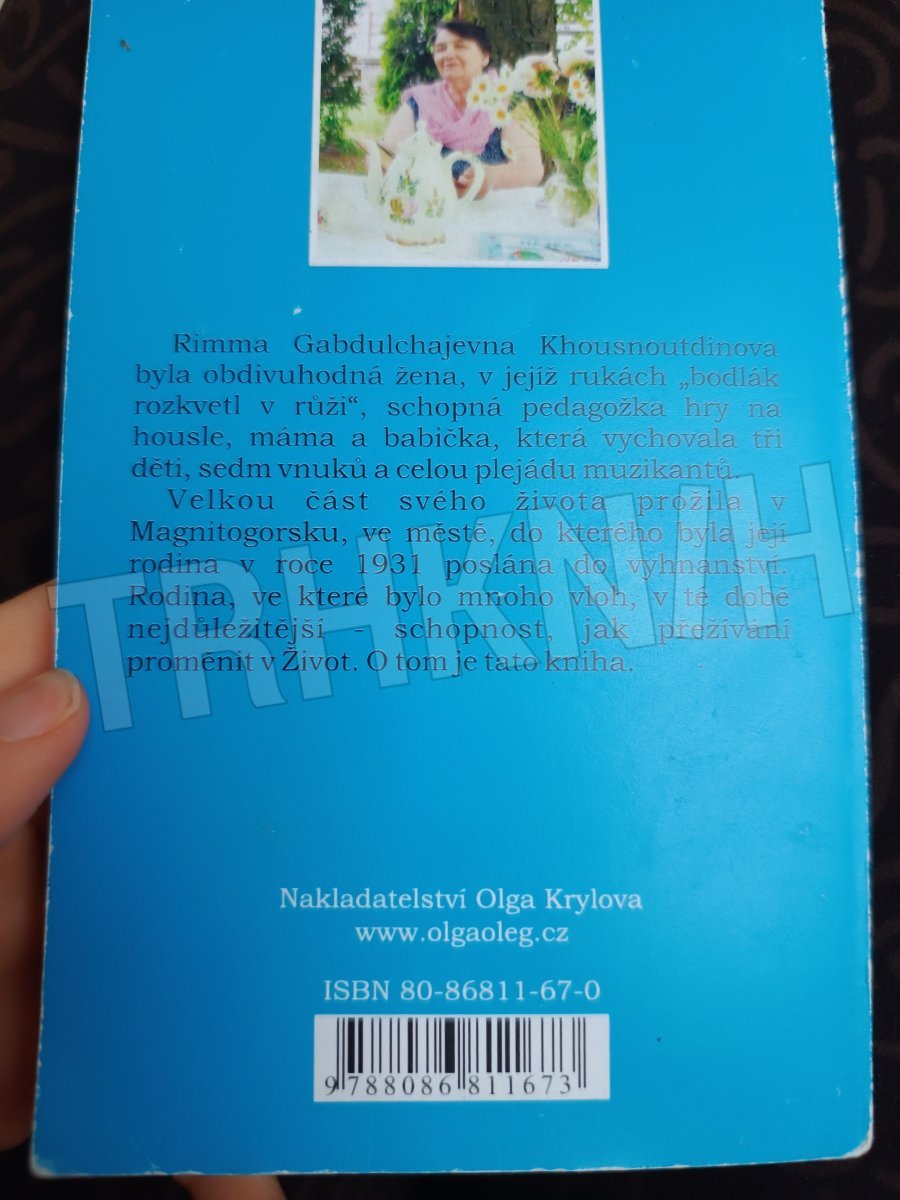 Rimma Gabdulchajevna Khousnoutdinova
byla obdivuhodná žena, v jejíž rukách „bodlák
rozkvetl v růži“, schopná pedagožka hry na
housle, máma a babička, která vychovala tři
děti, sedm vnuků a celou plejádu muzikantů.
Velkou část svého života prožila v
Magnitogorsku, ve městě, do kterého byla její
rodina v roce 1931 poslána do vyhnanství.
Rodina, ve které bylo mnoho vloh, v té době
nejdůležitější - schopnost, jak přežívání
proměnit v Život. O tom je tato kniha.
TRHKNIH
Nakladatelství Olga Krylova
www.olgaoleg.cz
ISBN 80-86811-67-0
9 788086 811673